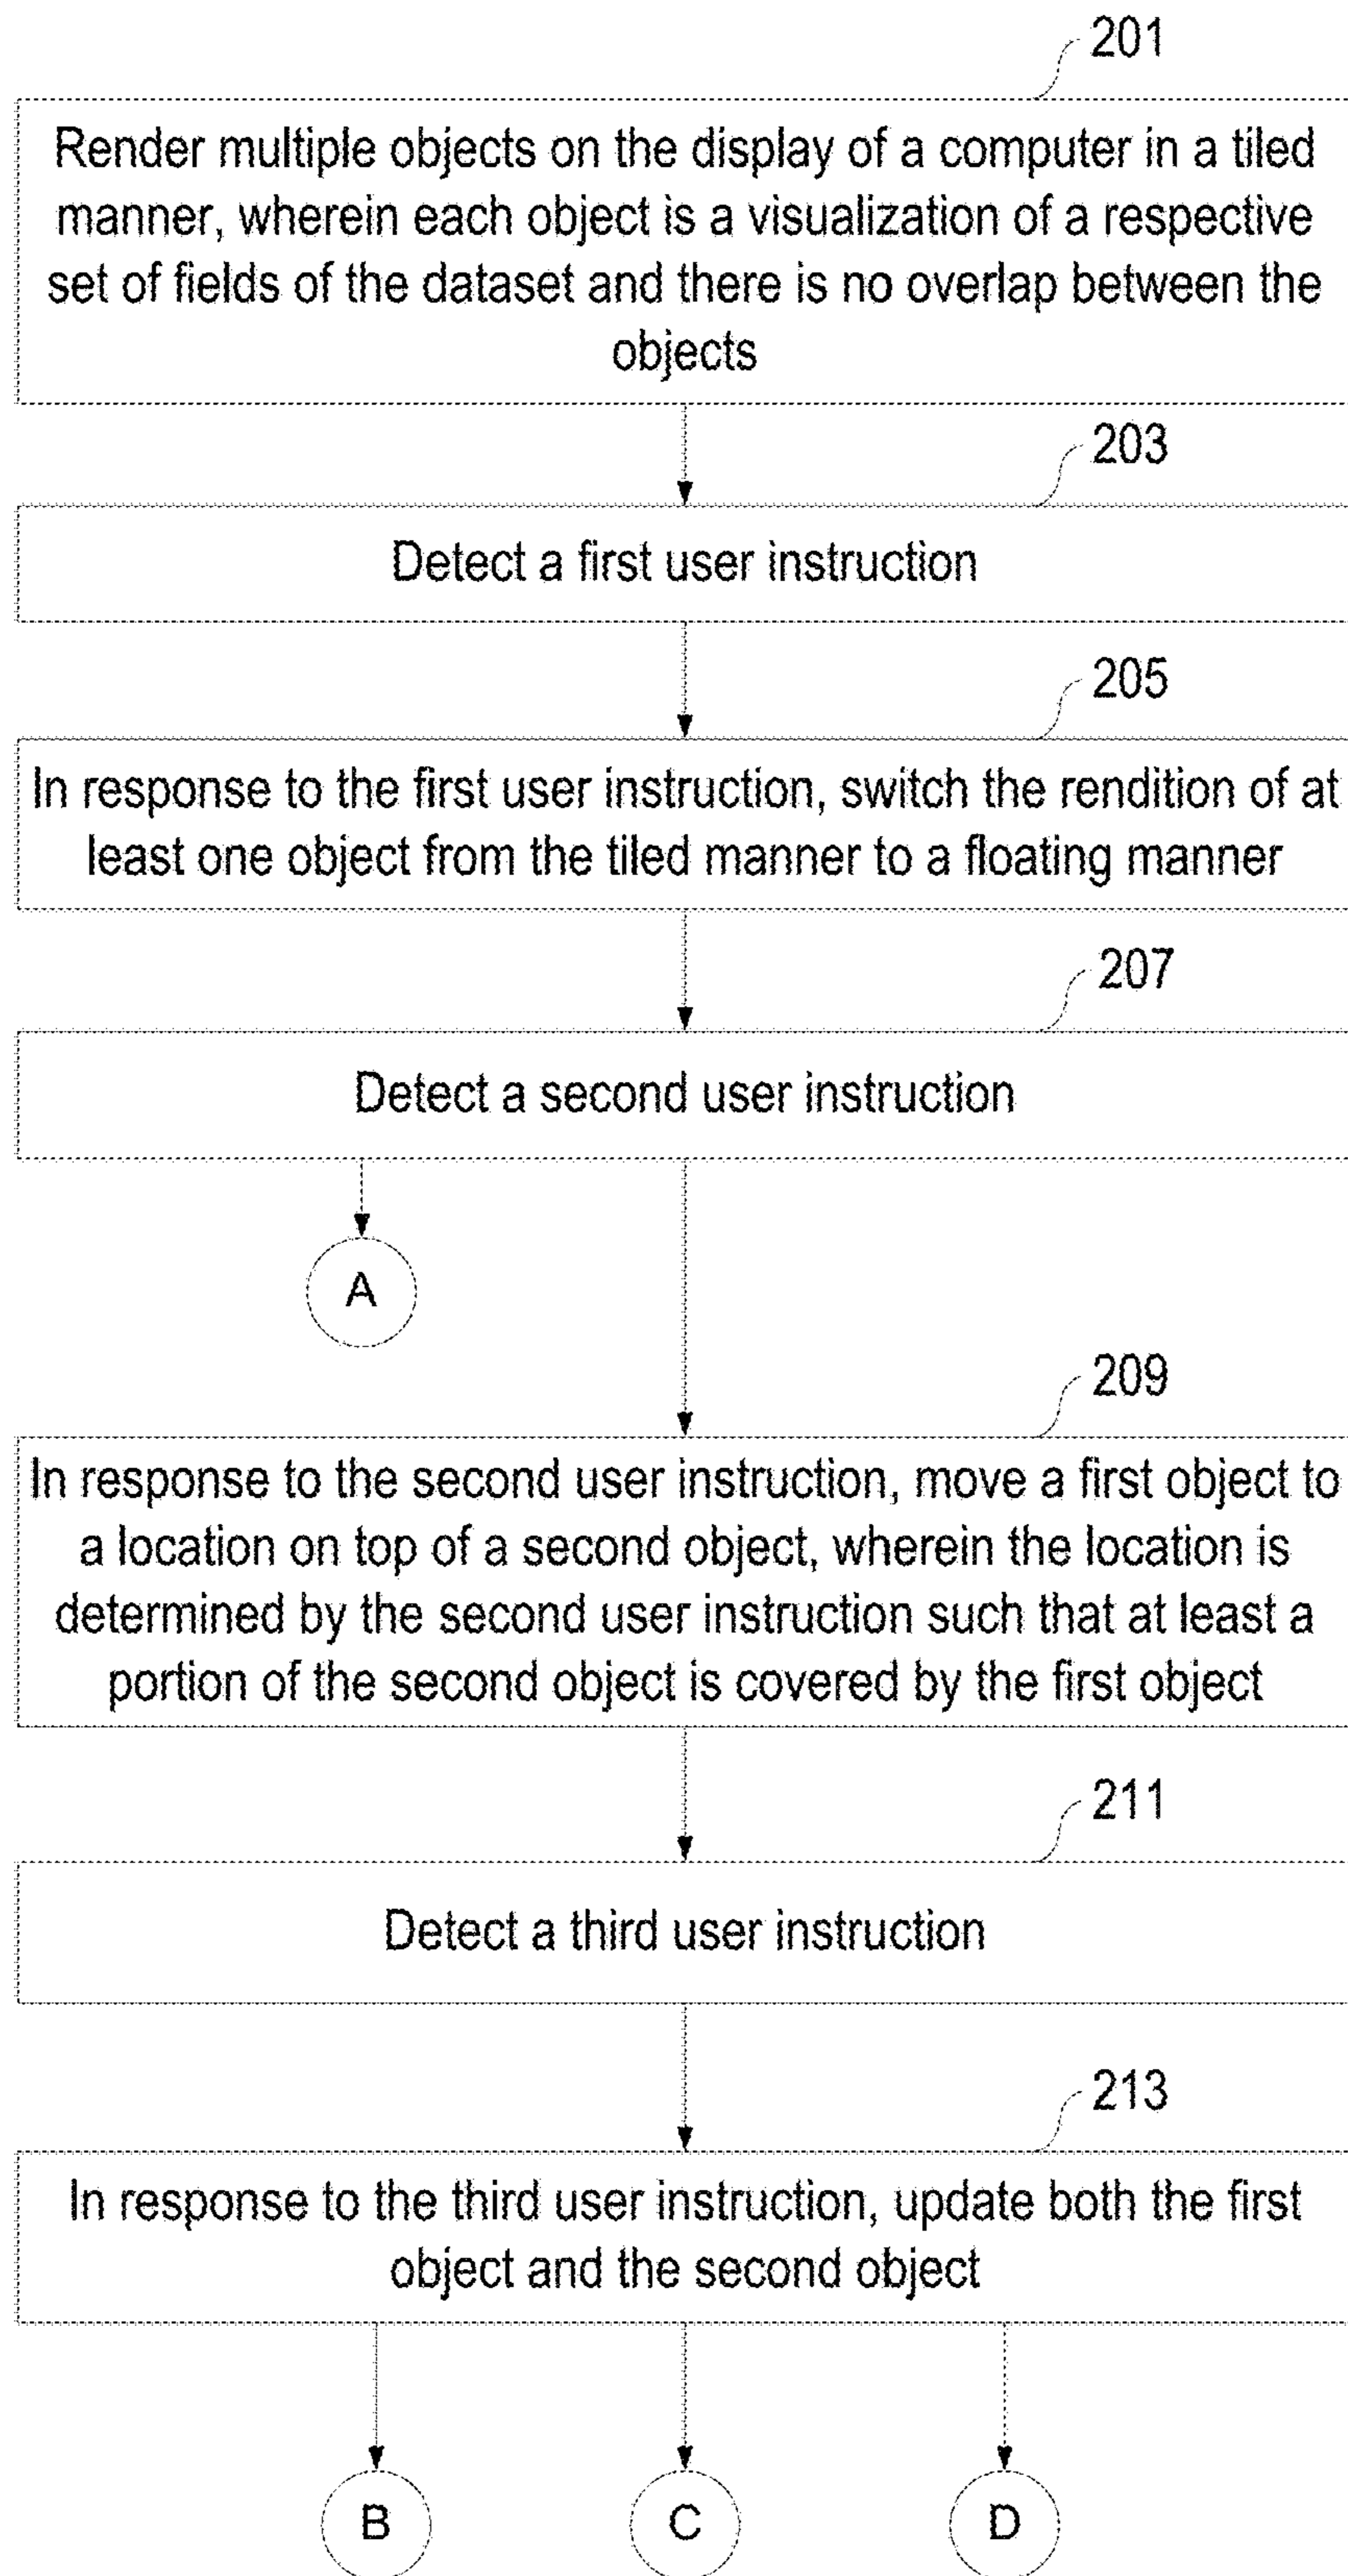 201
Render multiple objects on the display of a computer in a tiled
manner, wherein each object is a visualization of a respective
set of fields of the dataset and there is no overlap between the
objects
203
Detect a first user instruction
205
In response to the first user instruction, switch the rendition of at
least one object from the tiled manner to a floating manner
207
Detect a second user instruction
A
209
In response to the second user instruction, move a first object to
a location on top of a second object, wherein the location is
determined by the second user instruction such that at least a
portion of the second object is covered by the first object
211
Detect a third user instruction
213
In response to the third user instruction, update both the first
object and the second object
B
C
D